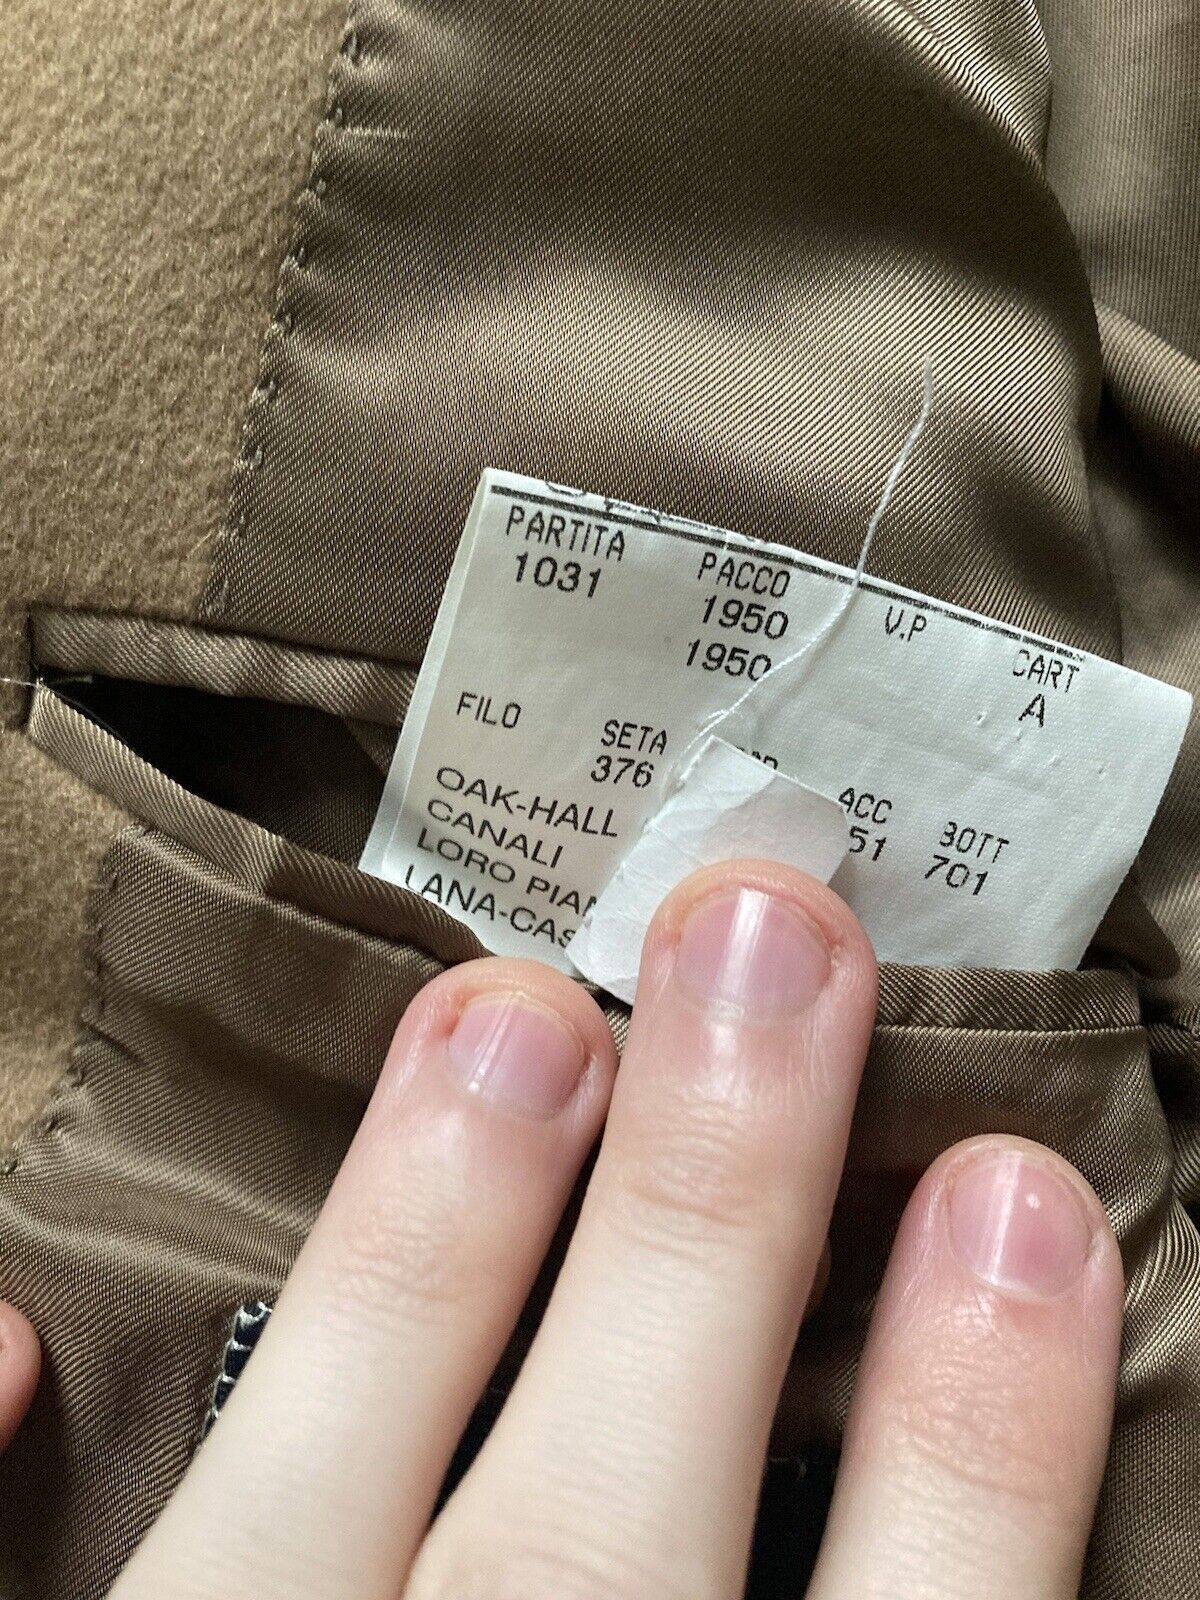 PARTITA PACCO V.P CART
1031 1950 A
1950
FILO SETA ACC BOTT
376 51 701
OAK-HALL
CANALI
LORO PIAN
LANA-CAS